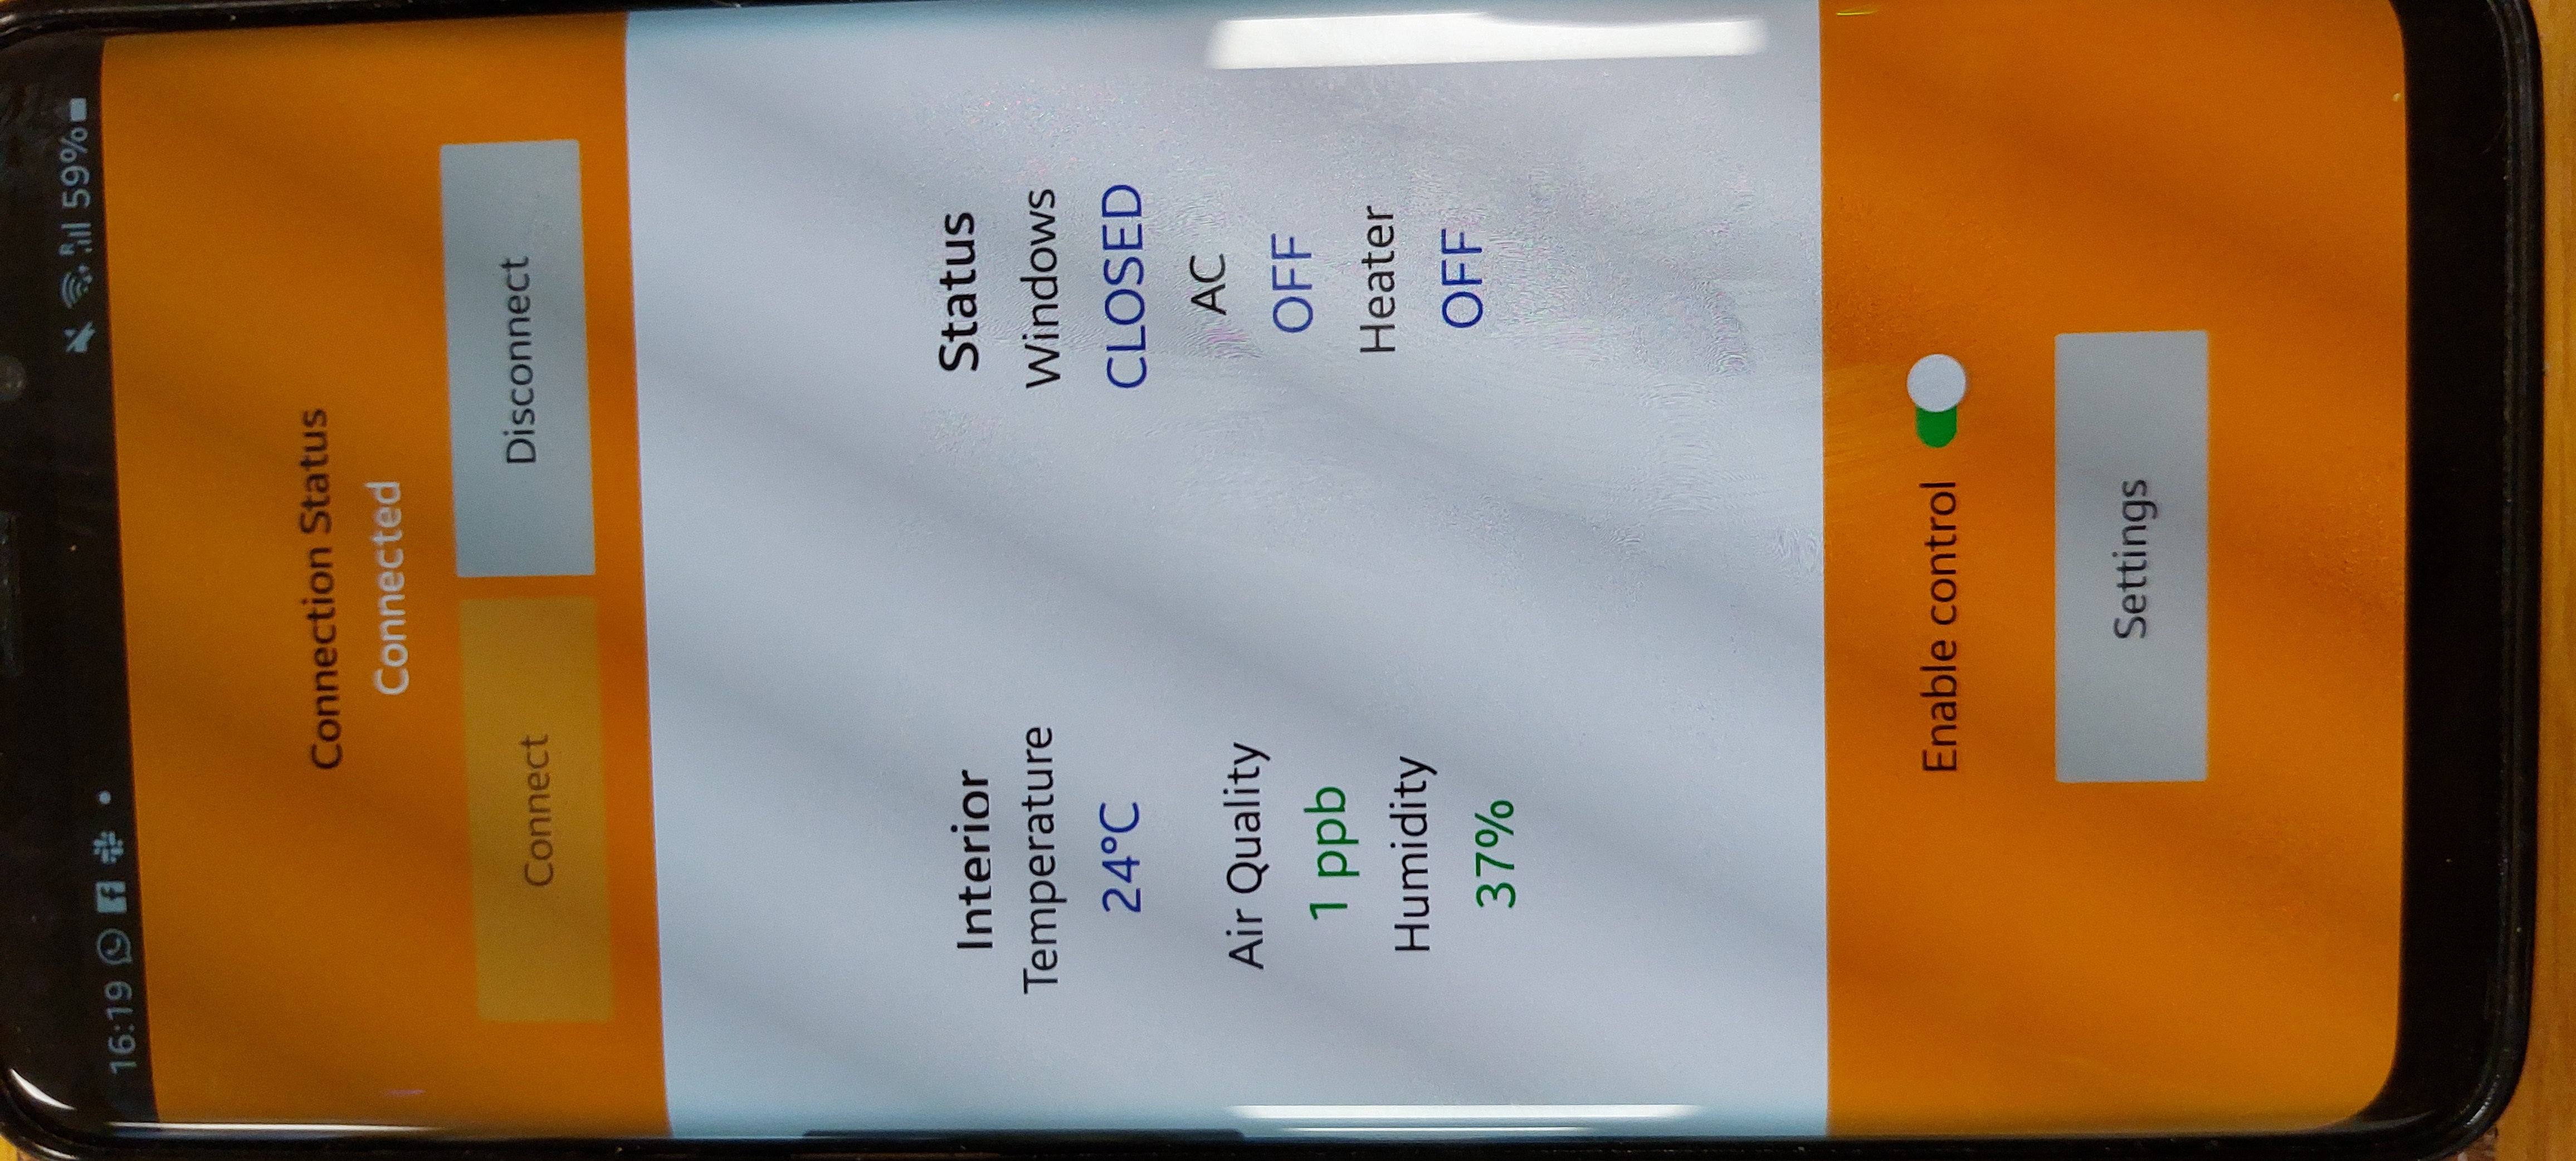 16:19
59%
Connection Status
Connected
Connect
Disconnect
Interior
Temperature
24°C
Air Quality
1 ppb
Humidity
37%
Status
Windows
CLOSED
AC
OFF
Heater
OFF
Enable control
Settings